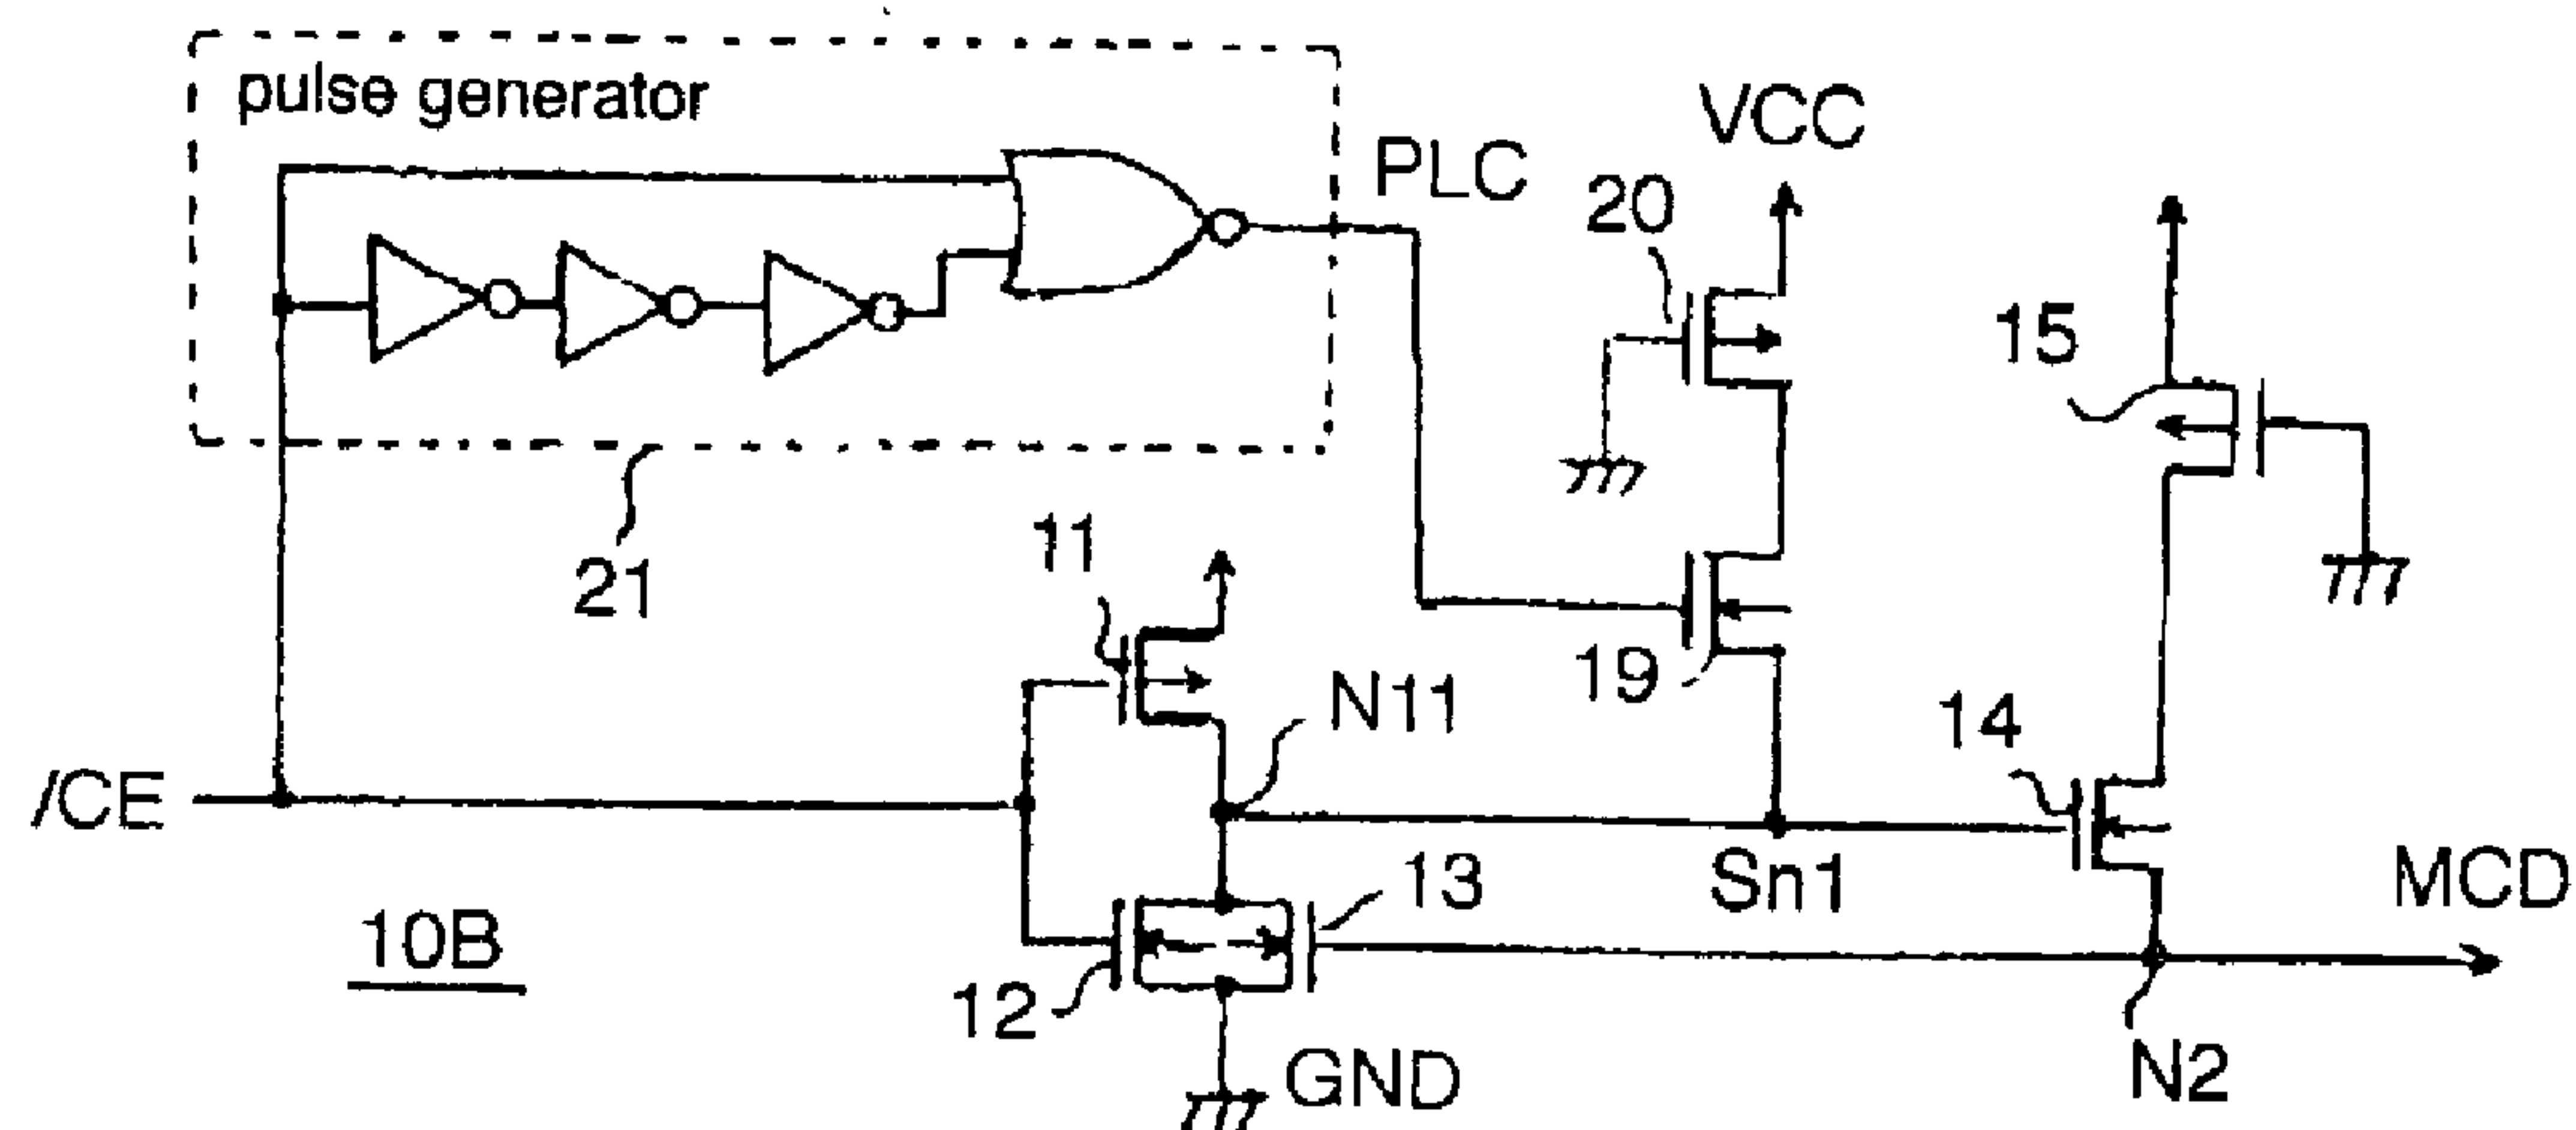 pulse generator
PLC
VCC
20
15
21
11
N11
19
14
/CE
Sn1
13
MCD
10B
12
GND
N2